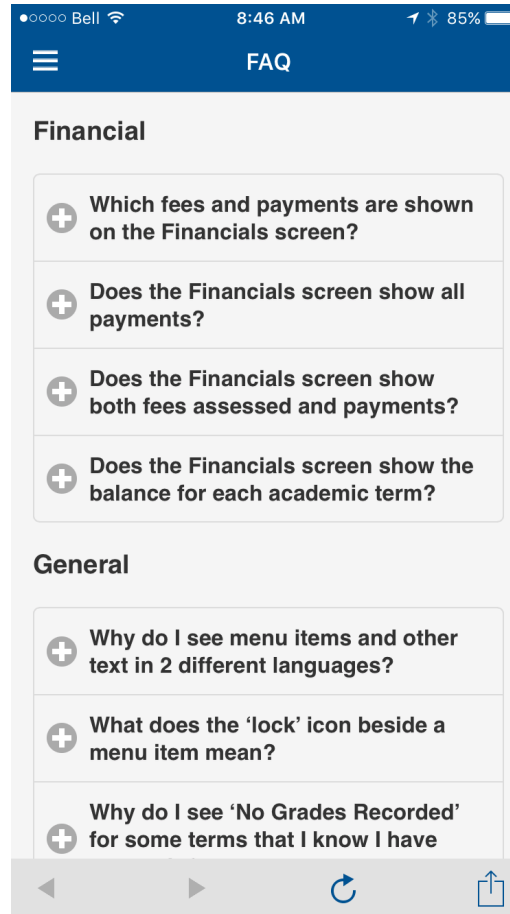 Bell 8:46 AM 85%
FAQ
Financial
Which fees and payments are shown
on the Financials screen?
Does the Financials screen show all
payments?
Does the Financials screen show
both fees assessed and payments?
Does the Financials screen show the
balance for each academic term?
General
Why do I see menu items and other
text in 2 different languages?
What does the ‘lock’ icon beside a
menu item mean?
Why do I see ‘No Grades Recorded’
for some terms that I know I have